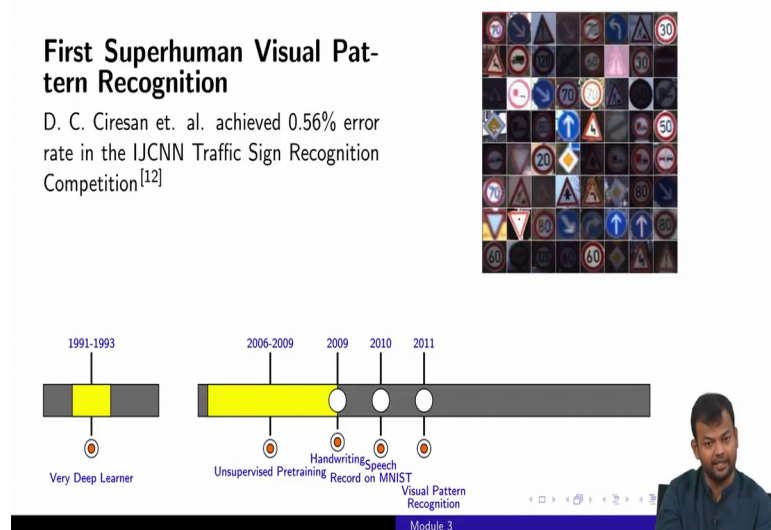 First Superhuman Visual Pat-
tern Recognition
D. C. Ciresan et. al. achieved 0.56% error
rate in the IJCNN Traffic Sign Recognition
Competition[12]
1991-1993
2006-2009
2009
2010
2011
Very Deep Learner
Unsupervised Pretraining
Handwriting
Speech
Record on MNIST
Visual Pattern
Recognition
Module 3